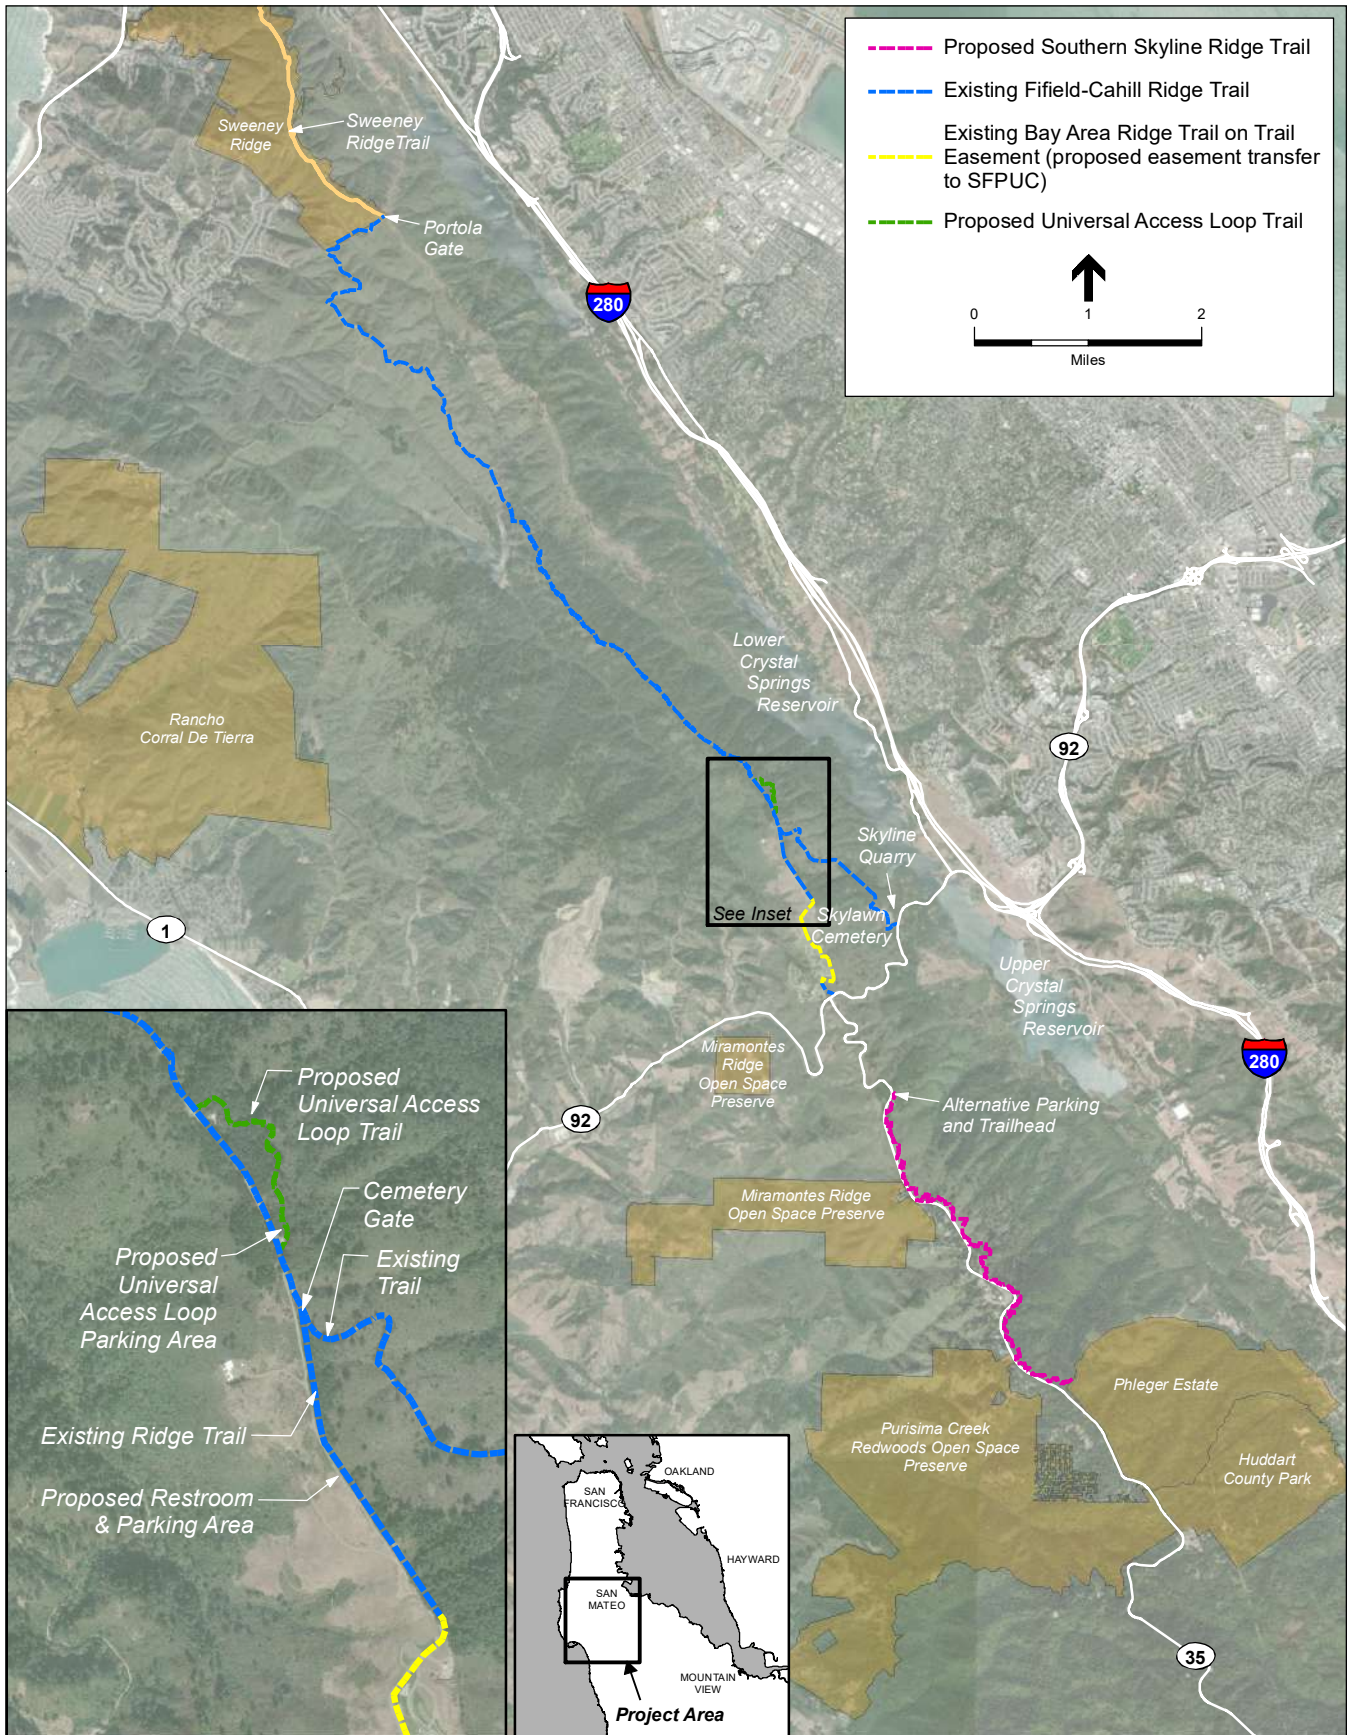 Proposed Southern Skyline Ridge Trail
Existing Fifield-Cahill Ridge Trail
Existing Bay Area Ridge Trail on Trail
Easement (proposed easement transfer
to SFPUC)
Proposed Universal Access Loop Trail
0 1 2
Miles
Sweeney
Ridge
Sweeney
RidgeTrail
Portola
Gate
280
Lower
Crystal
Springs
Reservoir
Rancho
Corral De Tierra
92
Skyline
Quarry
See Inset
Skylawn
Cemetery
1
Upper
Crystal
Springs
Reservoir
280
Miramontes
Ridge
Open Space
Preserve
92
Alternative Parking
and Trailhead
Miramontes Ridge
Open Space Preserve
Phleger Estate
Purisima Creek
Redwoods Open Space
Preserve
Huddart
County Park
35
Proposed
Universal Access
Loop Trail
Cemetery
Gate
Proposed
Universal
Access Loop
Parking Area
Existing
Trail
Existing Ridge Trail
Proposed Restroom
& Parking Area
OAKLAND
SAN
FRANCISCO
HAYWARD
SAN
MATEO
MOUNTAIN
VIEW
Project Area